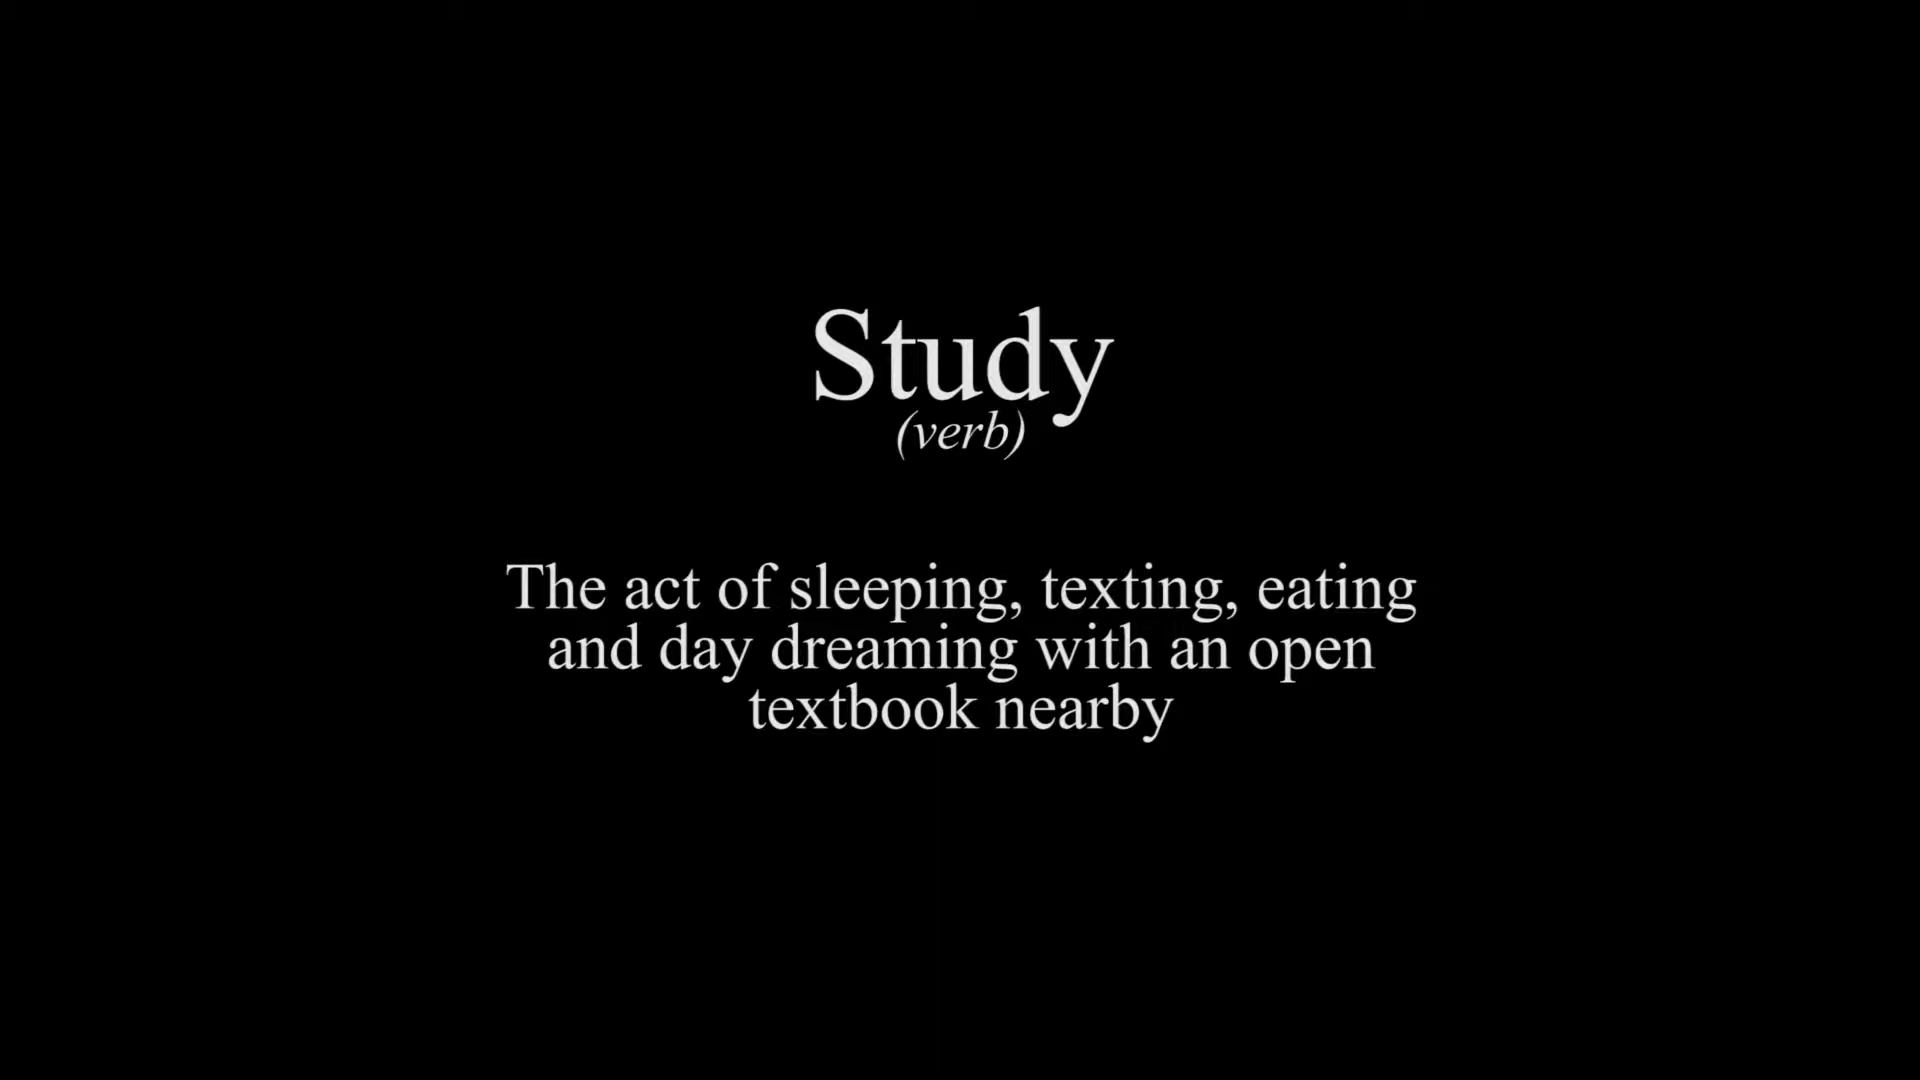 Study
(verb)
The act of sleeping, texting, eating
and day dreaming with an open
textbook nearby